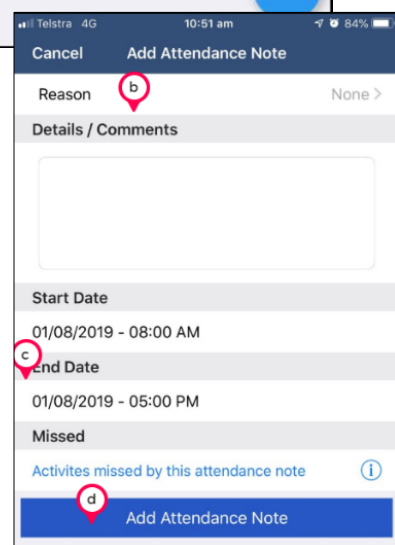 Telstra 4G 10:51 am 84%
Cancel Add Attendance Note
b
Reason None >
Details / Comments
Start Date
01/08/2019 - 08:00 AM
c
End Date
01/08/2019 - 05:00 PM
Missed
Activites missed by this attendance note i
d
Add Attendance Note